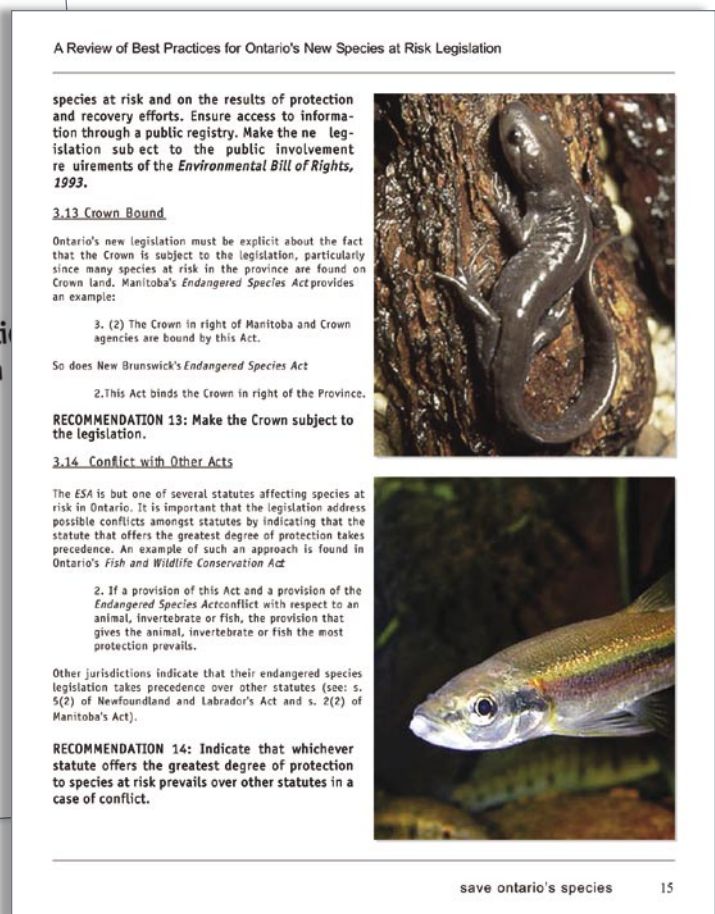 A Review of Best Practices for Ontario's New Species at Risk Legislation
species at risk and on the results of protection
and recovery efforts. Ensure access to informa-
tion through a public registry. Make the ne leg-
islation sub ect to the public involvement
re uirements of the Environmental Bill of Rights,
1993.
3.13 Crown Bound
Ontario's new legislation must be explicit about the fact
that the Crown is subject to the legislation, particularly
since many species at risk in the province are found on
Crown land. Manitoba's Endangered Species Act provides
an example:
3. (2) The Crown in right of Manitoba and Crown
agencies are bound by this Act.
So does New Brunswick's Endangered Species Act
2.This Act binds the Crown in right of the Province.
RECOMMENDATION 13: Make the Crown subject to
the legislation.
3.14 Conflict with Other Acts
The ESA is but one of several statutes affecting species at
risk in Ontario. It is important that the legislation address
possible conflicts amongst statutes by indicating that the
statute that offers the greatest degree of protection takes
precedence. An example of such an approach is found in
Ontario's Fish and Wildlife Conservation Act
2. If a provision of this Act and a provision of the
Endangered Species Actconflict with respect to an
animal, invertebrate or fish, the provision that
gives the animal, invertebrate or fish the most
protection prevails.
Other jurisdictions indicate that their endangered species
legislation takes precedence over other statutes (see: s.
5(2) of Newfoundland and Labrador's Act and s. 2(2) of
Manitoba's Act).
RECOMMENDATION 14: Indicate that whichever
statute offers the greatest degree of protection
to species at risk prevails over other statutes in a
case of conflict.
save ontario's species 15